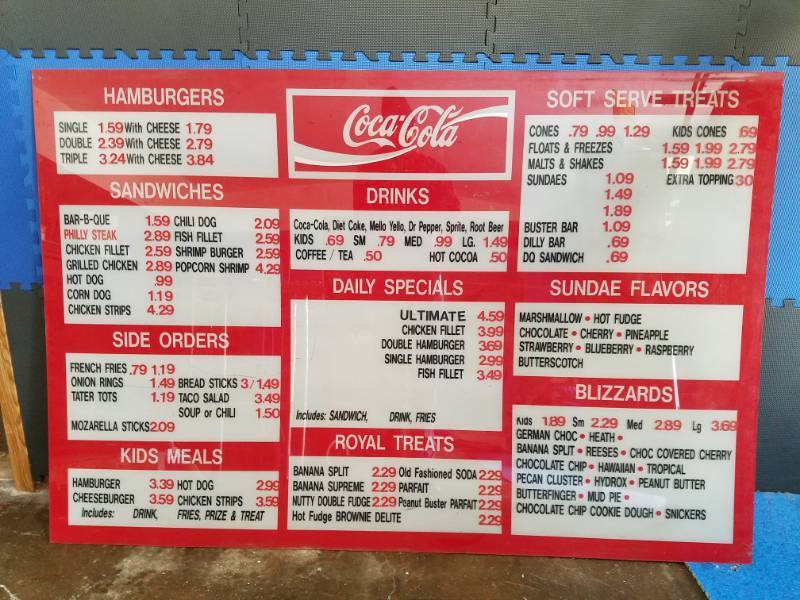 HAMBURGERS
SINGLE 1.59 With CHEESE 1.79
DOUBLE 2.39 With CHEESE 2.79
TRIPLE 3.24 With CHEESE 3.84
SANDWICHES
BAR-B-QUE 1.59 CHILI DOG 2.09
PHILLY STEAK 2.89 FISH FILLET 2.59
CHICKEN FILLET 2.59 SHRIMP BURGER 2.59
GRILLED CHICKEN 2.89 POPCORN SHRIMP 4.29
HOT DOG .99
CORN DOG 1.19
CHICKEN STRIPS 4.29
SIDE ORDERS
FRENCH FRIES .79 1.19
ONION RINGS 1.49 BREAD STICKS 3/1.49
TATER TOTS 1.19 TACO SALAD 3.49
SOUP or CHILI 1.50
MOZARELLA STICKS 2.09
KIDS MEALS
HAMBURGER 3.39 HOT DOG 2.99
CHEESEBURGER 3.59 CHICKEN STRIPS 3.59
Includes: DRINK, FRIES, PRIZE & TREAT
Coca-Cola
DRINKS
Coca-Cola, Diet Coke, Mello Yello, Dr Pepper, Sprite, Root Beer
KIDS .69 SM .79 MED .99 LG. 1.49
COFFEE / TEA .50 HOT COCOA .50
DAILY SPECIALS
ULTIMATE 4.59
CHICKEN FILLET 3.99
DOUBLE HAMBURGER 3.69
SINGLE HAMBURGER 2.99
FISH FILLET 3.49
Includes: SANDWICH, DRINK, FRIES
ROYAL TREATS
BANANA SPLIT 2.29 Old Fashioned SODA 2.29
BANANA SUPREME 2.29 PARFAIT 2.29
NUTTY DOUBLE FUDGE 2.29 Peanut Buster PARFAIT 2.29
Hot Fudge BROWNIE DELITE 2.29
SOFT SERVE TREATS
CONES .79 .99 1.29 KIDS CONES .69
FLOATS & FREEZES 1.59 1.99 2.79
MALTS & SHAKES 1.59 1.99 2.79
SUNDAES 1.09 EXTRA TOPPING 30
1.49
1.89
BUSTER BAR 1.09
DILLY BAR .69
DQ SANDWICH .69
SUNDAE FLAVORS
MARSHMALLOW • HOT FUDGE
CHOCOLATE • CHERRY • PINEAPPLE
STRAWBERRY • BLUEBERRY • RASPBERRY
BUTTERSCOTCH
BLIZZARDS
Kids 1.89 Sm 2.29 Med 2.89 Lg 3.69
GERMAN CHOC • HEATH •
BANANA SPLIT • REESES • CHOC COVERED CHERRY
CHOCOLATE CHIP • HAWAIIAN • TROPICAL
PECAN CLUSTER • HYDROX • PEANUT BUTTER
BUTTERFINGER • MUD PIE •
CHOCOLATE CHIP COOKIE DOUGH • SNICKERS